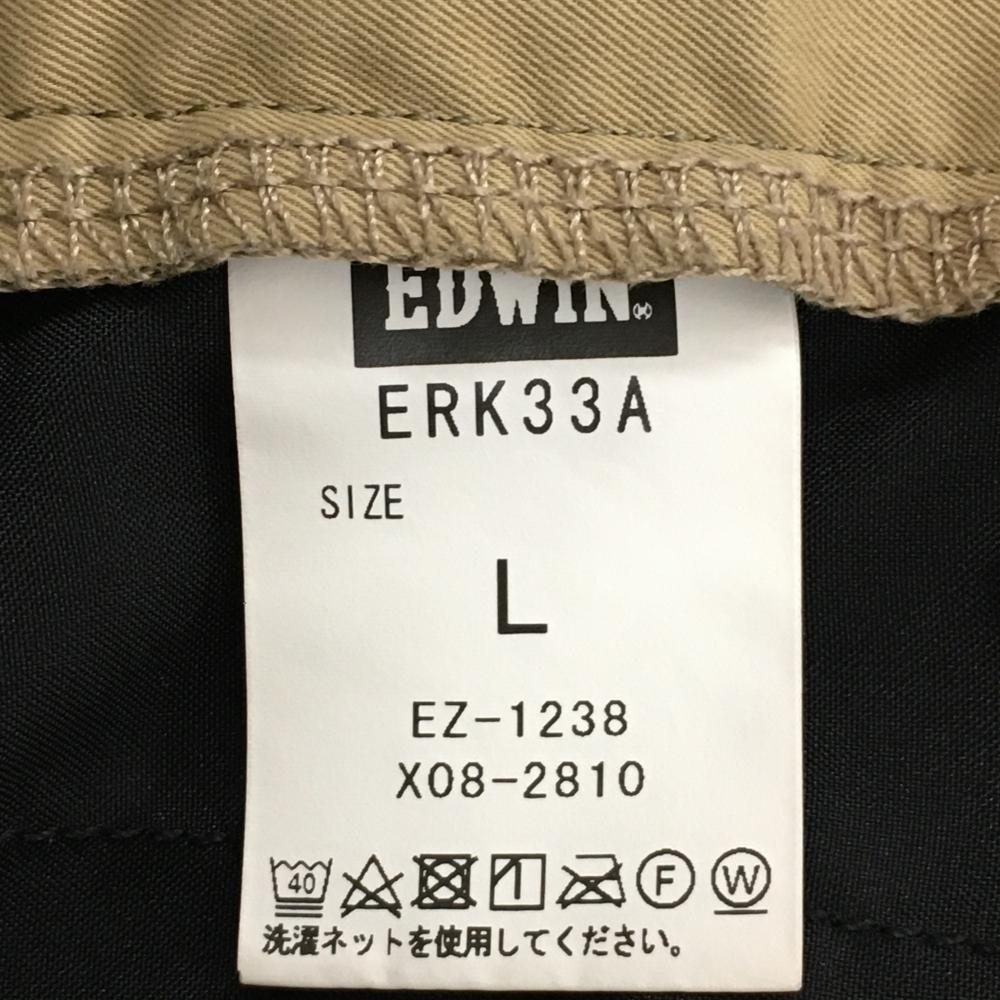 EDWIN
ERK33A
SIZE
L
EZ-1238
X08-2810
40 F W
洗濯ネットを使用してください。